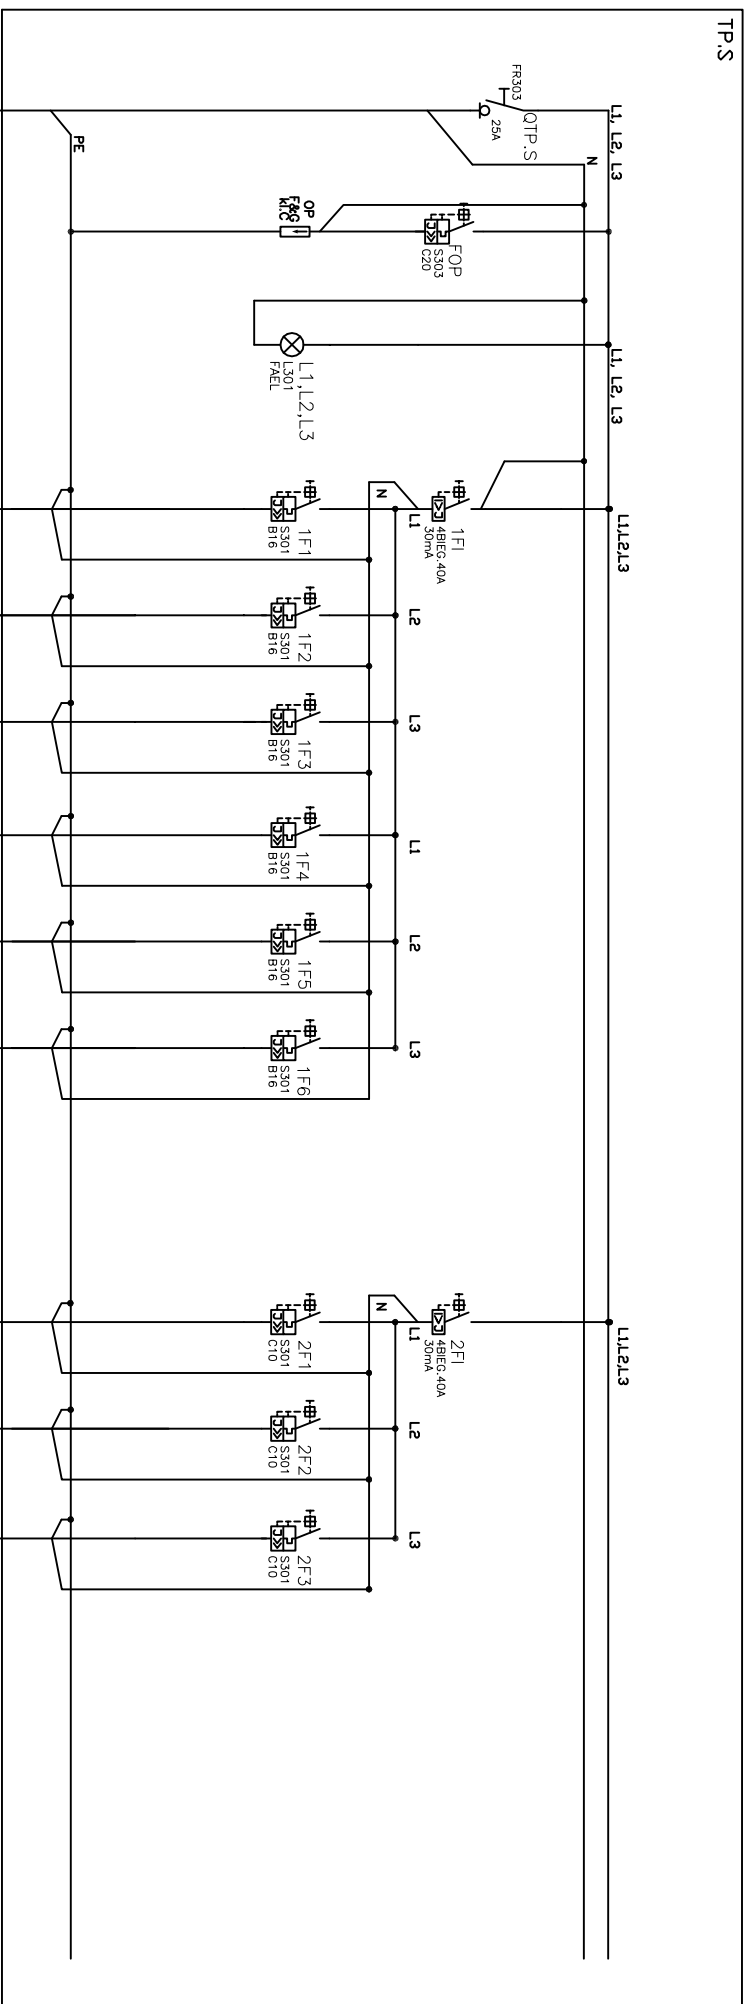 TP.S
L1, L2, L3
N
QTP.S
FR303
25A
PE
FOP
S303
C20
OP
F&G
kl.C
L1, L2, L3
L1,L2,L3
L301
FAEL
L1,L2,L3
1FI
4BIEG.40A
30mA
N
L1
L2
L3
L1
L2
L3
1F1
S301
B16
1F2
S301
B16
1F3
S301
B16
1F4
S301
B16
1F5
S301
B16
1F6
S301
B16
L1,L2,L3
2FI
4BIEG.40A
30mA
N
L1
L2
L3
2F1
S301
C10
2F2
S301
C10
2F3
S301
C10